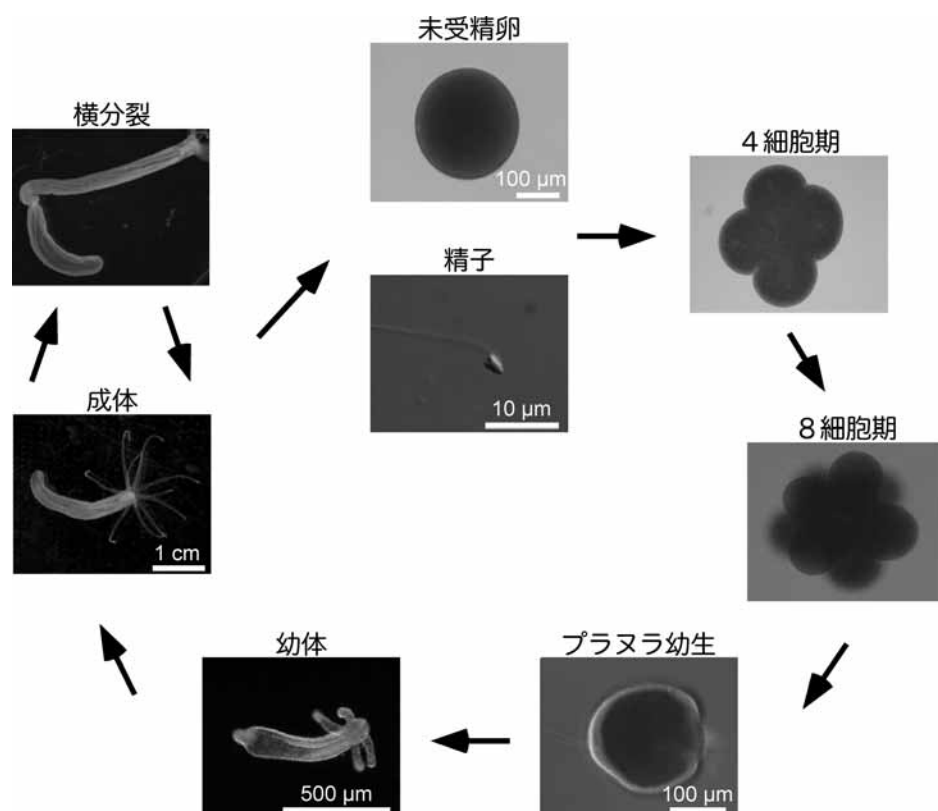 未受精卵
100 µm
横分裂
4細胞期
精子
10 µm
成体
1 cm
8細胞期
幼体
500 µm
プラヌラ幼生
100 µm